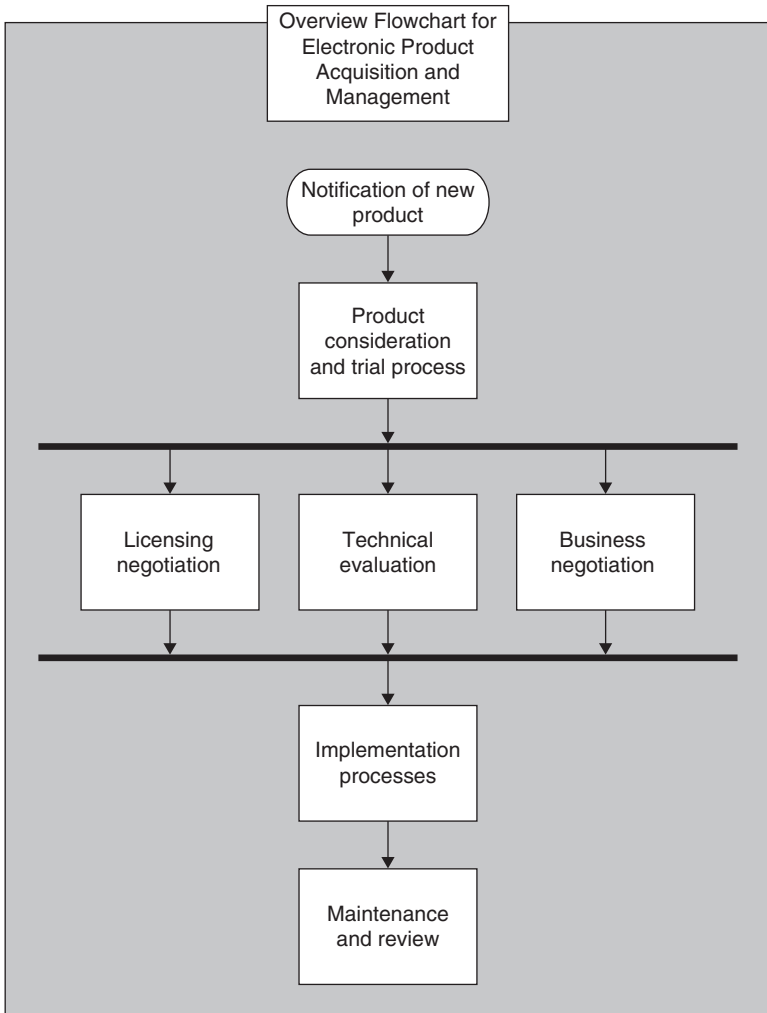 Overview Flowchart for
Electronic Product
Acquisition and
Management
Notification of new
product
Product
consideration
and trial process
Licensing
negotiation
Technical
evaluation
Business
negotiation
Implementation
processes
Maintenance
and review